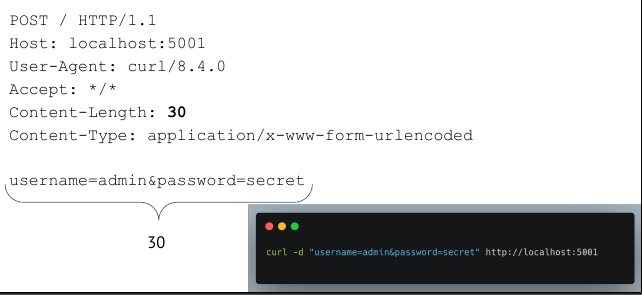 POST / HTTP/1.1
Host: localhost:5001
User-Agent: curl/8.4.0
Accept: */*
Content-Length: 30
Content-Type: application/x-www-form-urlencoded
username=admin&password=secret
30
curl -d "username=admin&password=secret" http://localhost:5001